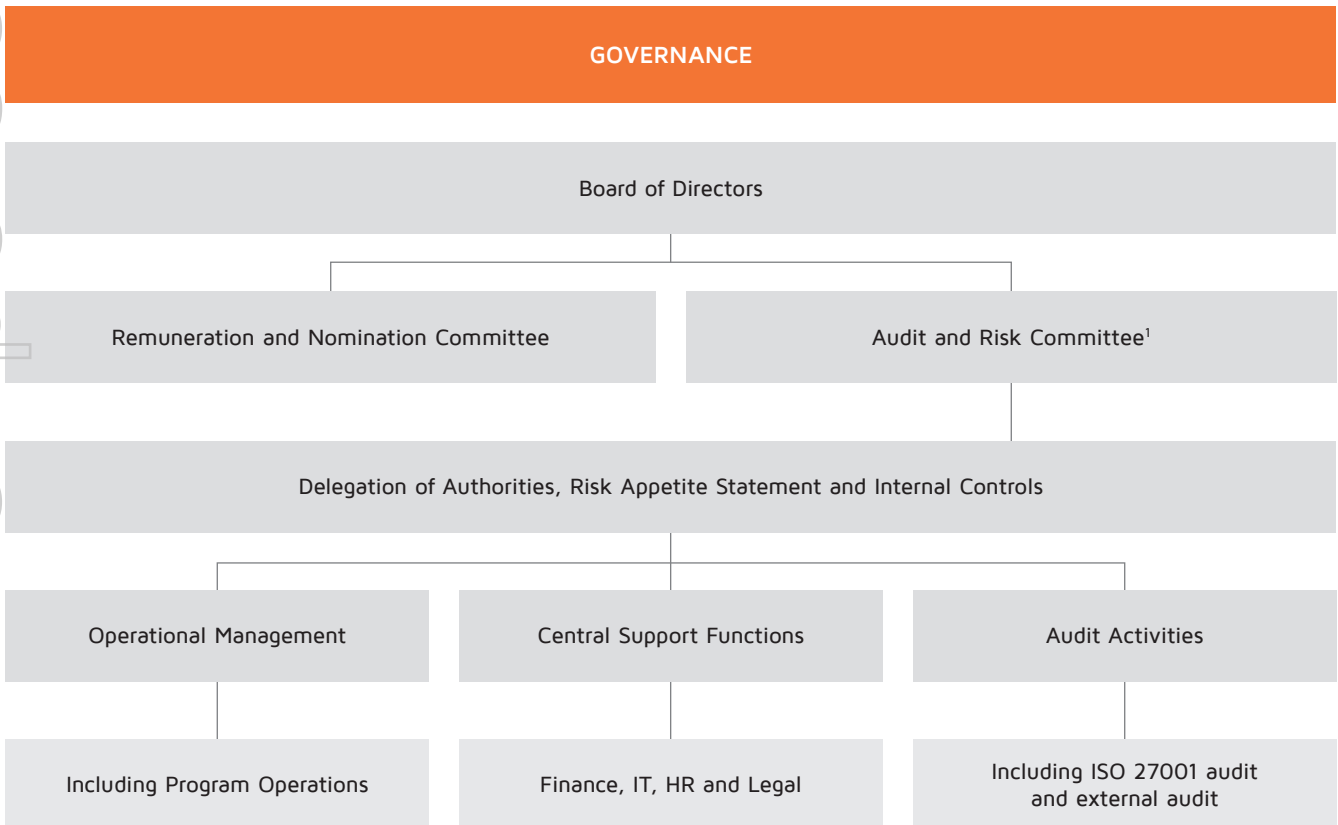 GOVERNANCE
Board of Directors
Remuneration and Nomination Committee
Audit and Risk Committee¹
Delegation of Authorities, Risk Appetite Statement and Internal Controls
Operational Management
Central Support Functions
Audit Activities
Including Program Operations
Finance, IT, HR and Legal
Including ISO 27001 audit
and external audit